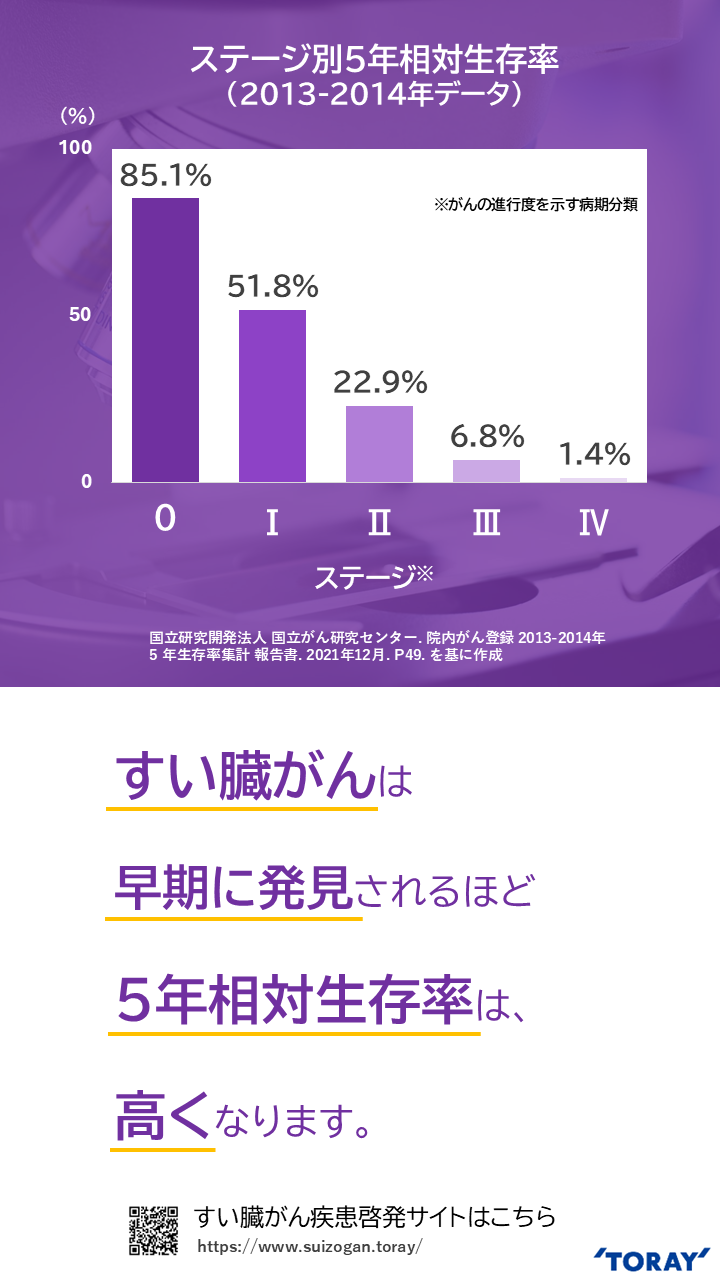 ステージ別5年相対生存率
（2013-2014年データ）
（%）
100
85.1%
※がんの進行度を示す病期分類
51.8%
50
22.9%
6.8%
1.4%
0
0 Ⅰ Ⅱ Ⅲ Ⅳ
ステージ※
国立研究開発法人 国立がん研究センター. 院内がん登録 2013-2014年
5 年生存率集計 報告書. 2021年12月. P49. を基に作成
すい臓がんは
早期に発見されるほど
5年相対生存率は、
高くなります。
すい臓がん疾患啓発サイトはこちら
https://www.suizogan.toray/
'TORAY'